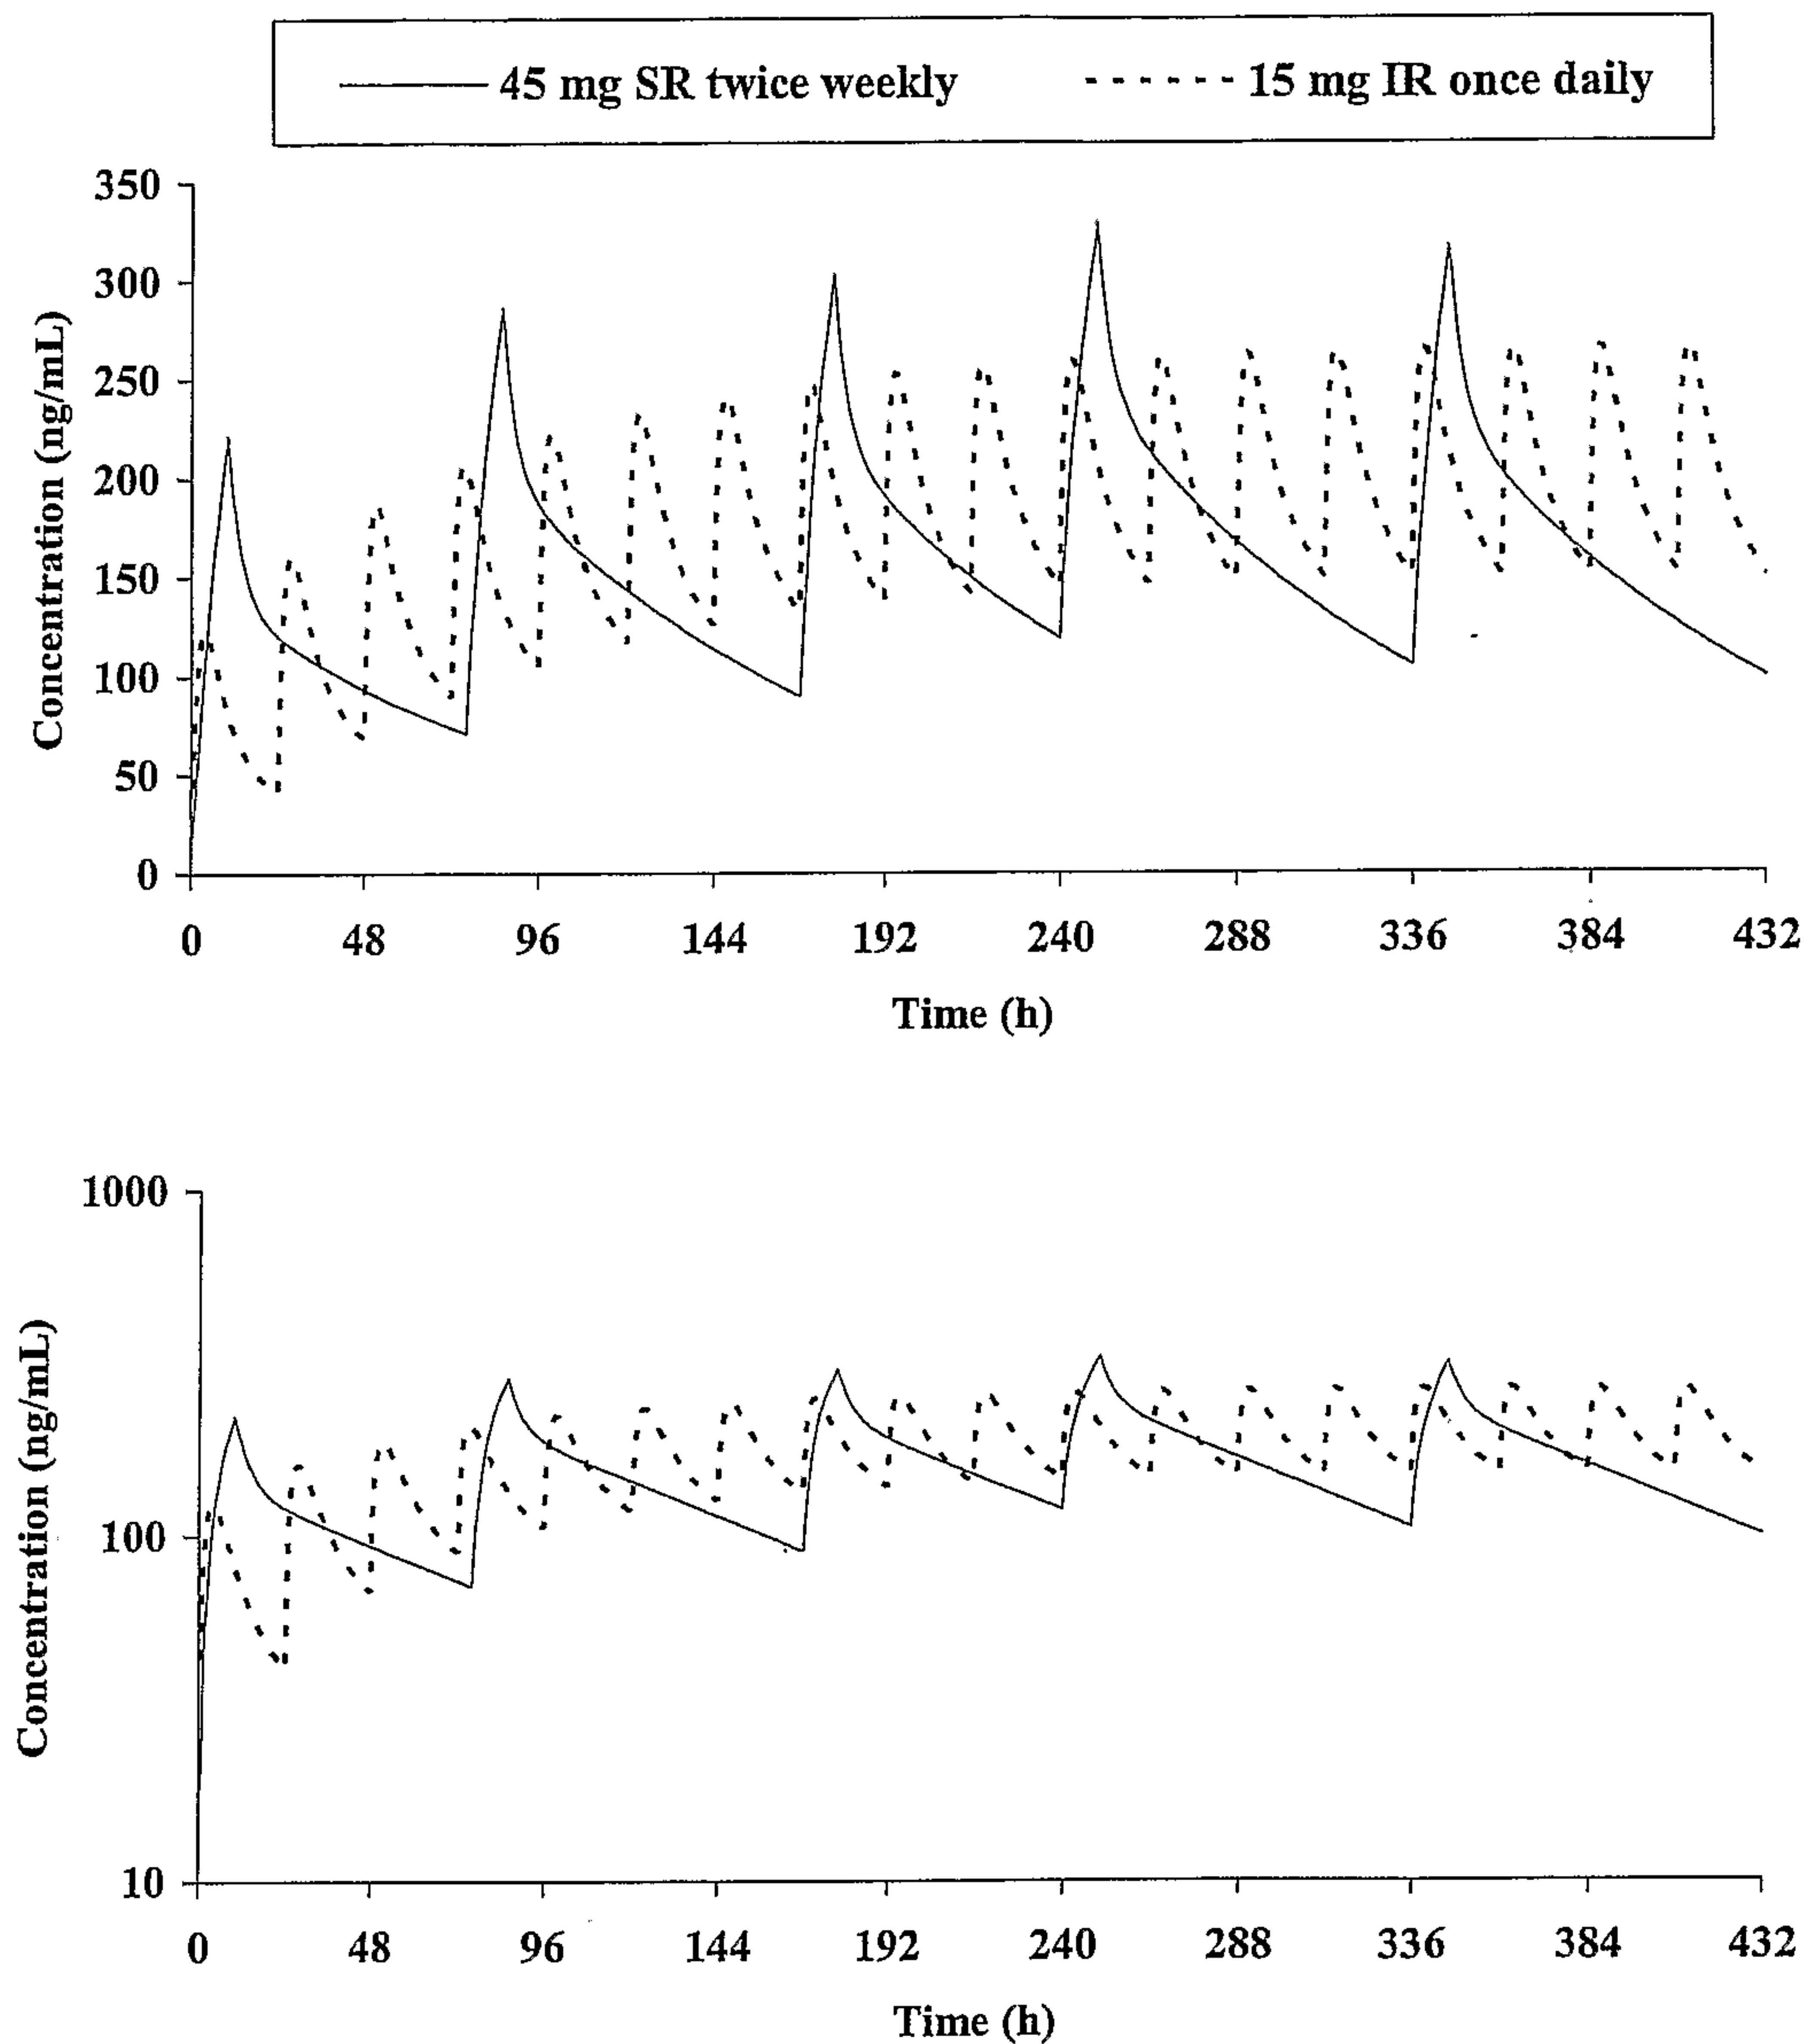 45 mg SR twice weekly 15 mg IR once daily
350
300
250
200
150
100
50
0
Concentration (ng/mL)
0 48 96 144 192 240 288 336 384 432
Time (h)
1000
100
10
Concentration (ng/mL)
0 48 96 144 192 240 288 336 384 432
Time (h)